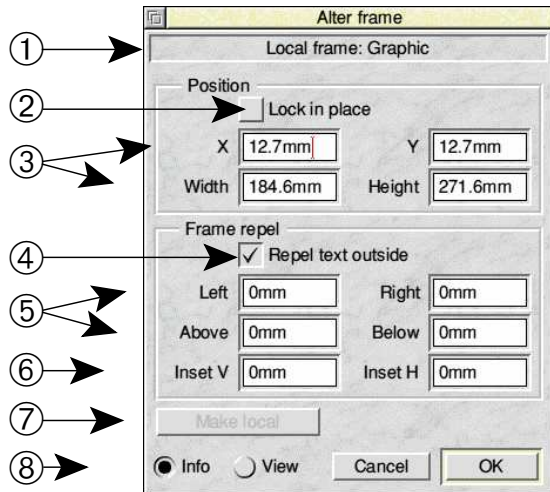 Alter frame
① Local frame: Graphic
Position
② Lock in place
③ X 12.7mm Y 12.7mm
Width 184.6mm Height 271.6mm
Frame repel
④ Repel text outside
⑤ Left 0mm Right 0mm
Above 0mm Below 0mm
⑥ Inset V 0mm Inset H 0mm
⑦ Make local
⑧ Info View Cancel OK